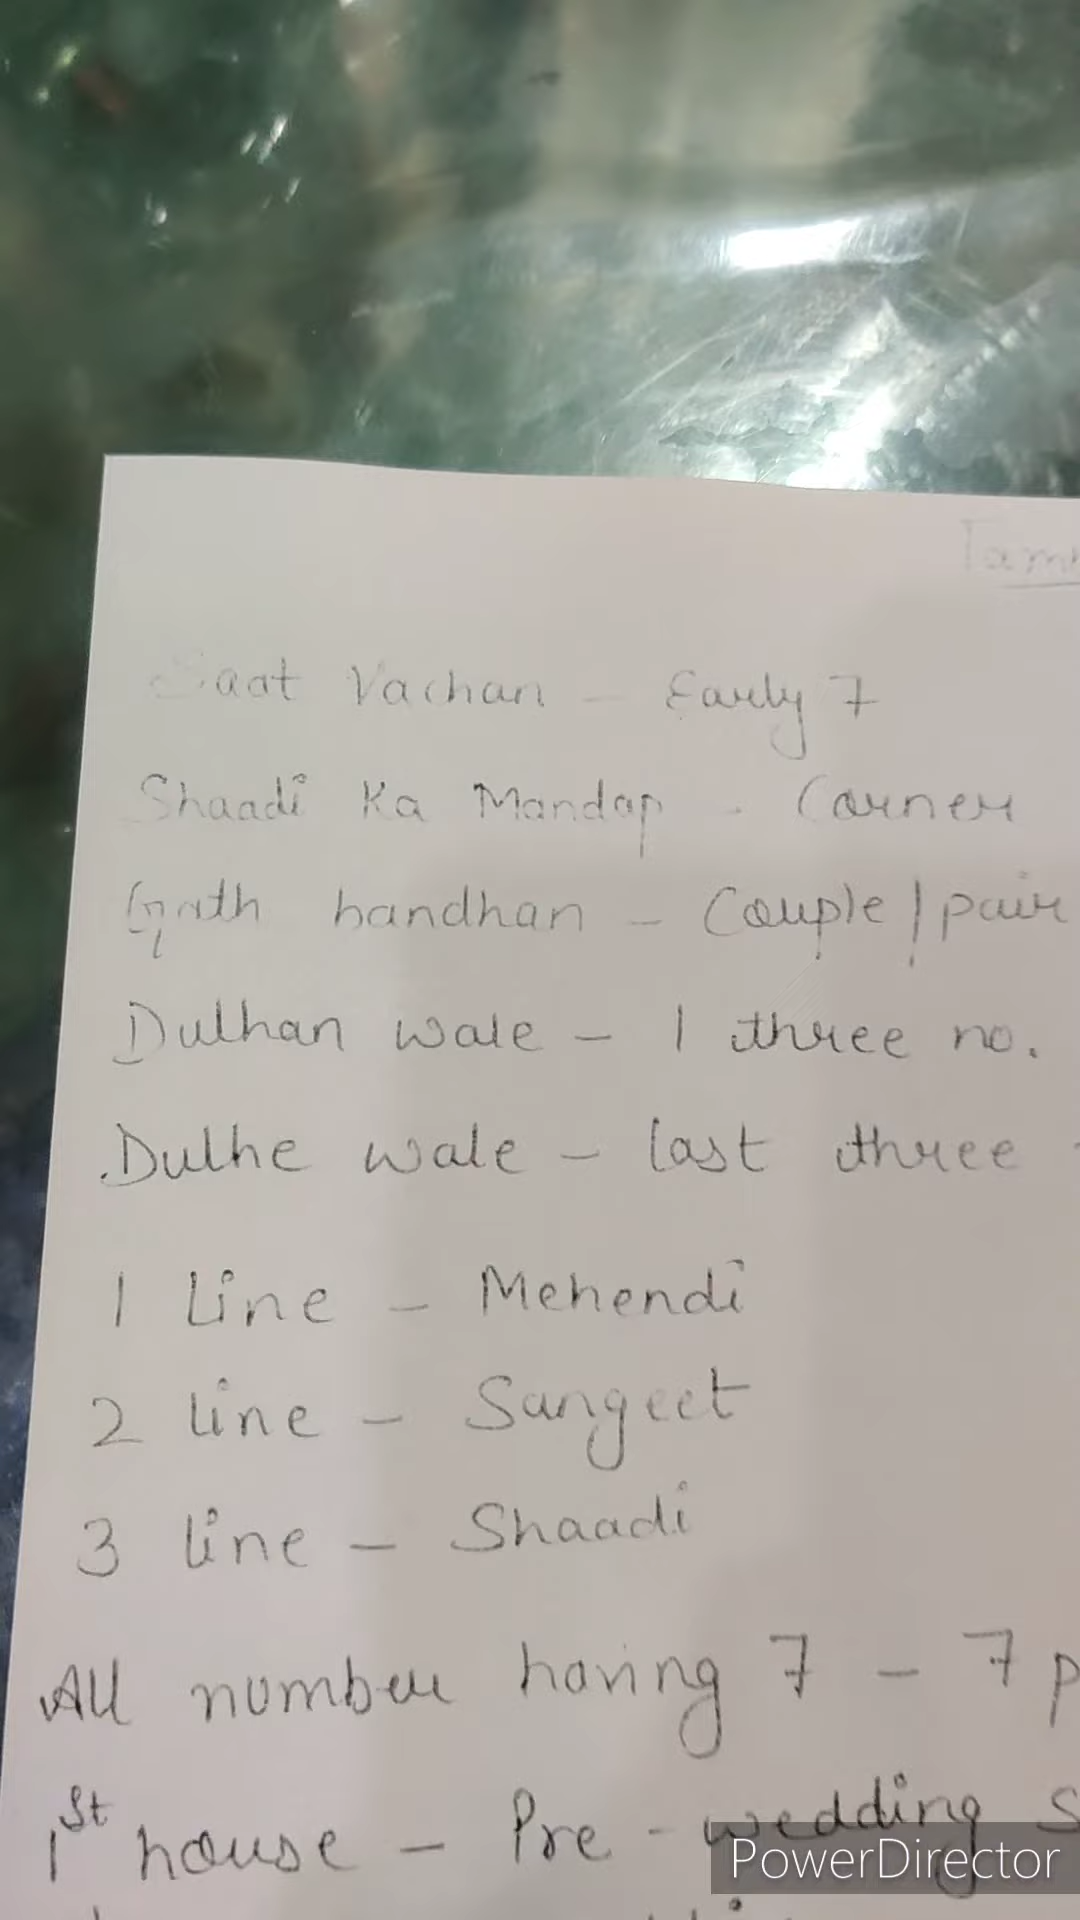 Saat Vachan - Early 7
Shaadi Ka Mandap - Corner
Gath bandhan - Couple/pair
Dulhan wale - 1 three no.
Dulhe wale - last three
1 line - Mehendi
2 line - Sangeet
3 line - Shaadi
All number having 7 - 7 p
1st house - Pre-wedding s
PowerDirector